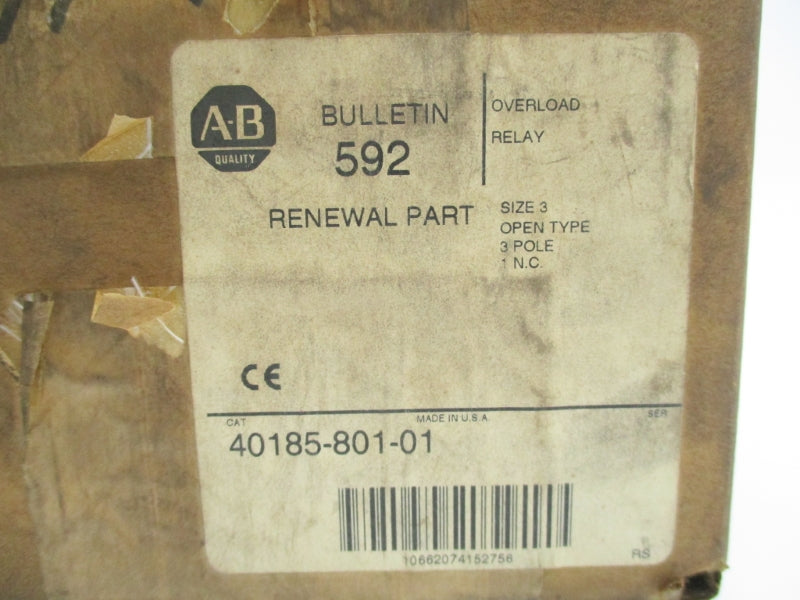 A-B
QUALITY
BULLETIN
592
OVERLOAD
RELAY
RENEWAL PART
SIZE 3
OPEN TYPE
3 POLE
1 N.C.
CE
CAT
MADE IN U.S.A.
SER
40185-801-01
10662074152756
RS